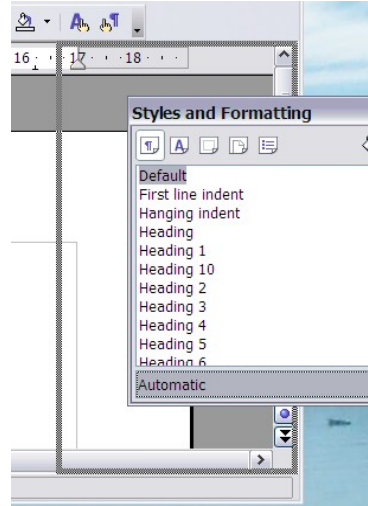 16 17 18
Styles and Formatting
Default
First line indent
Hanging indent
Heading
Heading 1
Heading 10
Heading 2
Heading 3
Heading 4
Heading 5
Heading 6
Automatic